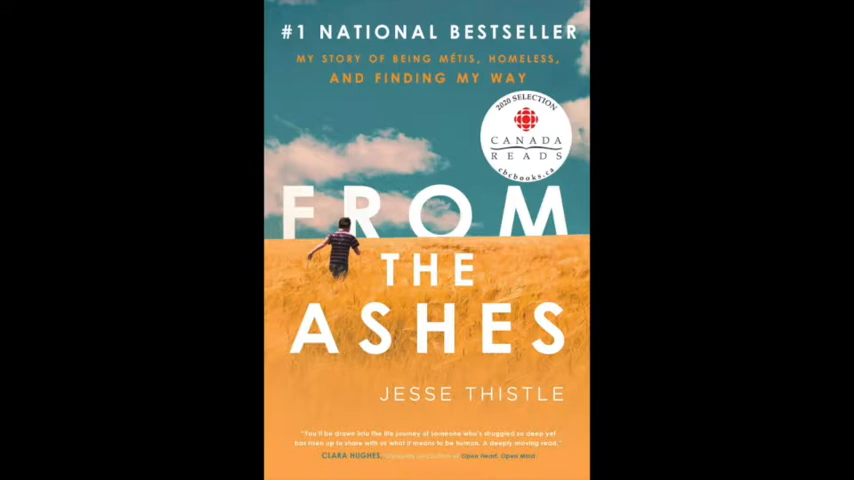 #1 NATIONAL BESTSELLER
MY STORY OF BEING MÉTIS, HOMELESS,
AND FINDING MY WAY
2020 SELECTION
CANADA
READS
cbcbooks.ca
FROM
THE
ASHES
JESSE THISTLE
"You'll be drawn into the life journey of someone who's struggled so deep yet
has risen up to share with us what it means to be human. A deeply moving read."
CLARA HUGHES, Open Heart, Open Mind